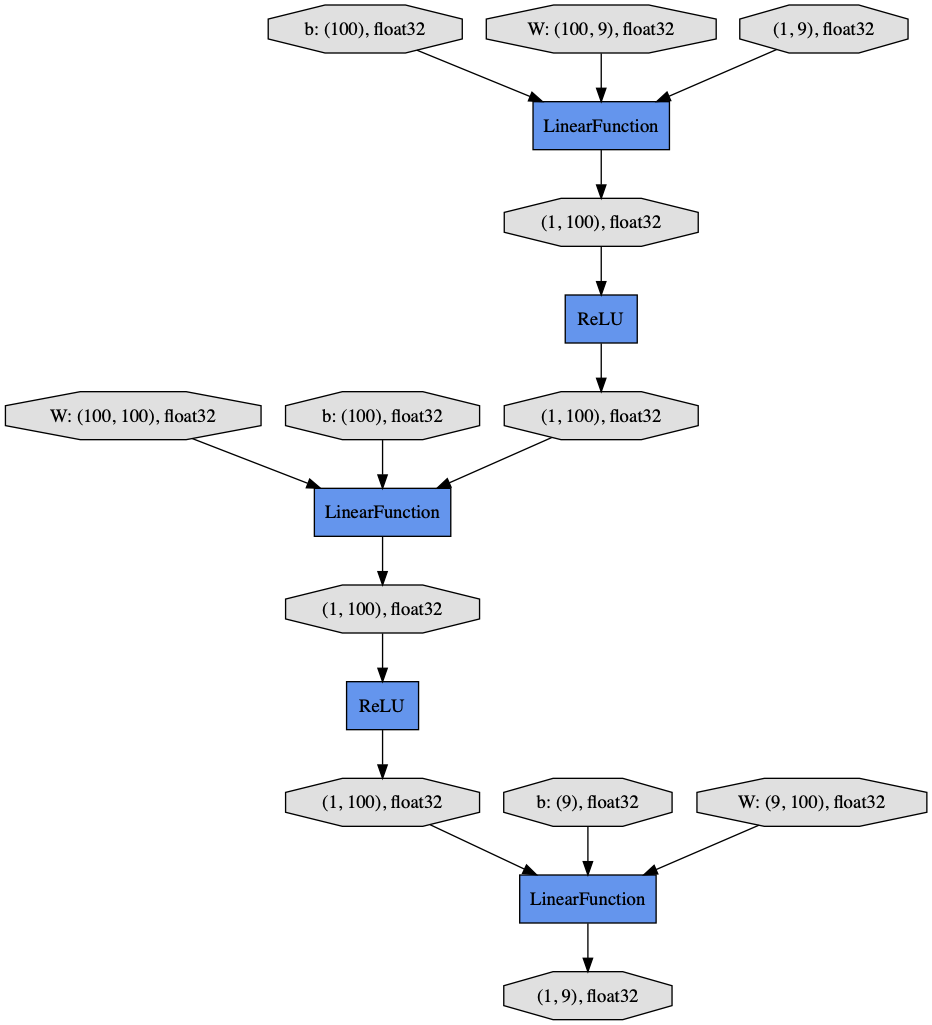 b: (100), float32
W: (100, 9), float32
(1, 9), float32
LinearFunction
(1, 100), float32
ReLU
W: (100, 100), float32
b: (100), float32
(1, 100), float32
LinearFunction
(1, 100), float32
ReLU
(1, 100), float32
b: (9), float32
W: (9, 100), float32
LinearFunction
(1, 9), float32